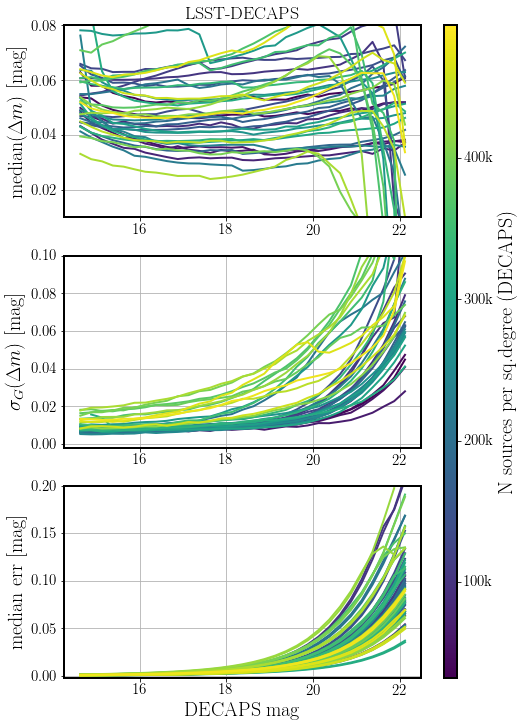 LSST-DECAPS
0.08
0.06
0.04
0.02
median(Δm) [mag]
16 18 20 22
0.10
0.08
0.06
0.04
0.02
0.00
σ_G(Δm) [mag]
16 18 20 22
0.20
0.15
0.10
0.05
0.00
median err [mag]
16 18 20 22
DECAPS mag
400k
300k
200k
100k
N sources per sq.degree (DECAPS)